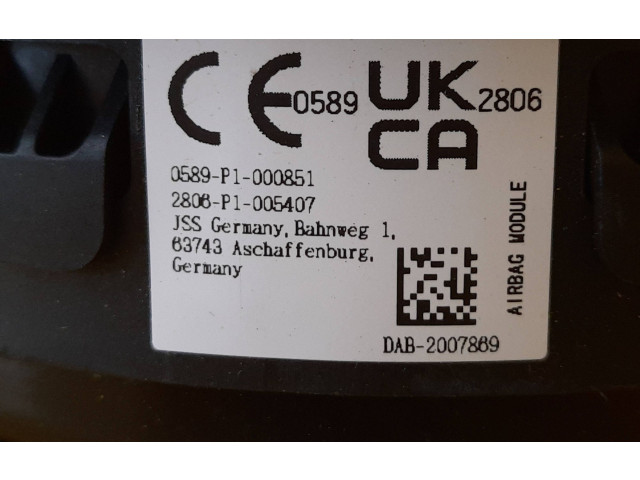 CE 0589 UK CA 2806
0589-P1-000851
2806-P1-005407
JSS Germany, Bahnweg 1,
63743 Aschaffenburg,
Germany
AIRBAG MODULE
DAB-2007869